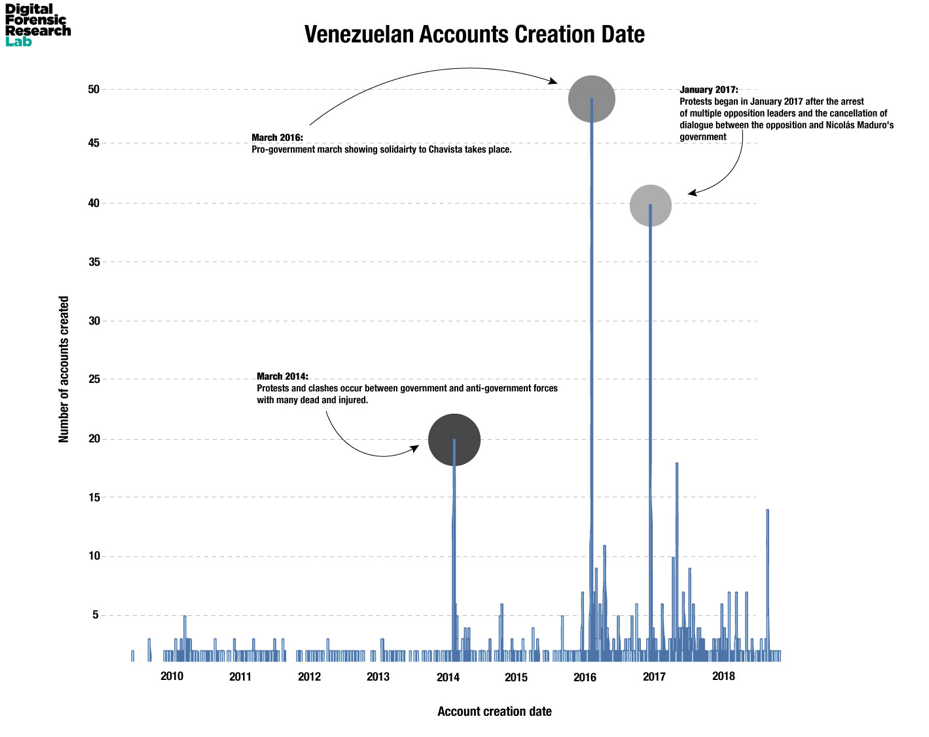 Digital
Forensic
Research
Lab
Venezuelan Accounts Creation Date
50
45
40
35
30
25
20
15
10
5
Number of accounts created
March 2016:
Pro-government march showing solidairty to Chavista takes place.
January 2017:
Protests began in January 2017 after the arrest
of multiple opposition leaders and the cancellation of
dialogue between the opposition and Nicolás Maduro's
government
March 2014:
Protests and clashes occur between government and anti-government forces
with many dead and injured.
2010 2011 2012 2013 2014 2015 2016 2017 2018
Account creation date